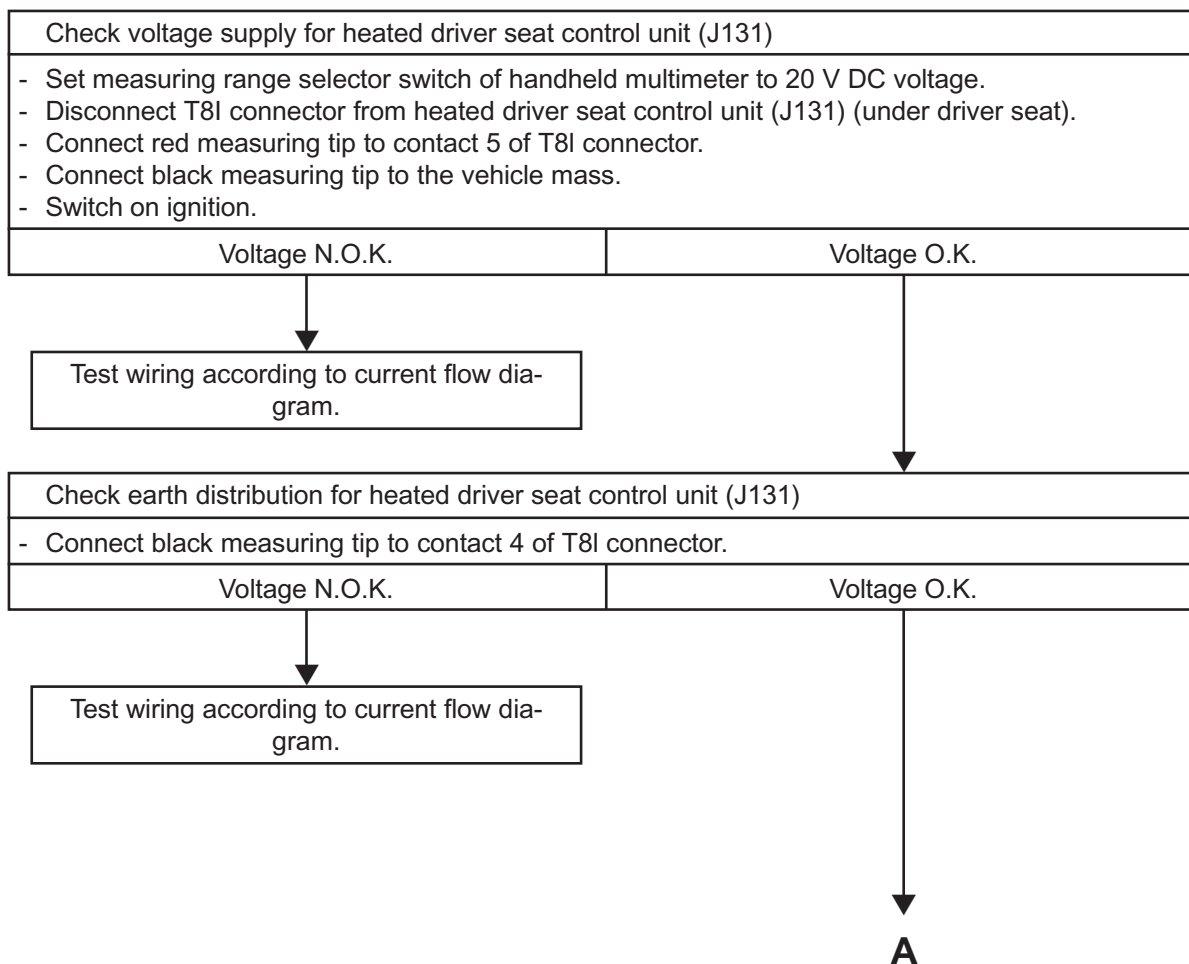 Check voltage supply for heated driver seat control unit (J131)
- Set measuring range selector switch of handheld multimeter to 20 V DC voltage.
- Disconnect T8l connector from heated driver seat control unit (J131) (under driver seat).
- Connect red measuring tip to contact 5 of T8l connector.
- Connect black measuring tip to the vehicle mass.
- Switch on ignition.
Voltage N.O.K.
Voltage O.K.
Test wiring according to current flow dia-
gram.
Check earth distribution for heated driver seat control unit (J131)
- Connect black measuring tip to contact 4 of T8l connector.
Voltage N.O.K.
Voltage O.K.
Test wiring according to current flow dia-
gram.
A